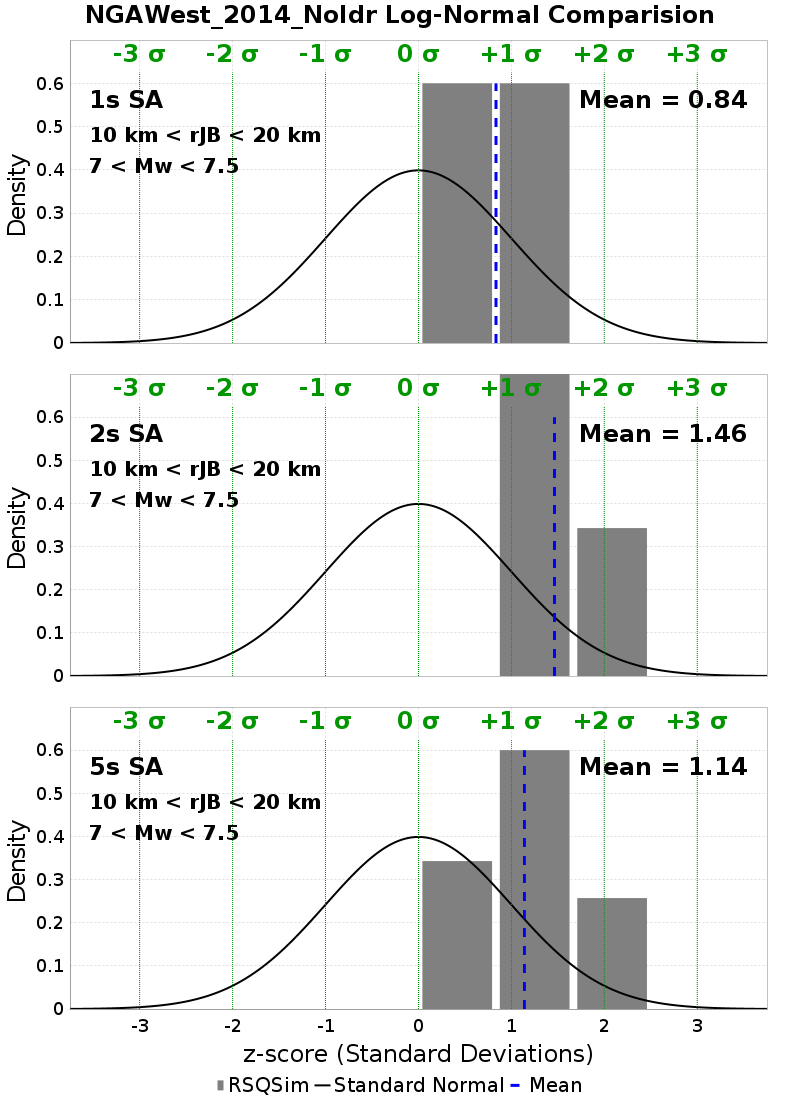 NGAWest_2014_NoIdr Log-Normal Comparision
-3 σ -2 σ -1 σ 0 σ +1 σ +2 σ +3 σ
0.6
1s SA Mean = 0.84
0.5
10 km < rJB < 20 km
7 < Mw < 7.5
0.4
0.3
0.2
0.1
0
Density
-3 σ -2 σ -1 σ 0 σ +1 σ +2 σ +3 σ
0.6
2s SA Mean = 1.46
0.5
10 km < rJB < 20 km
7 < Mw < 7.5
0.4
0.3
0.2
0.1
0
Density
-3 σ -2 σ -1 σ 0 σ +1 σ +2 σ +3 σ
0.6
5s SA Mean = 1.14
0.5
10 km < rJB < 20 km
7 < Mw < 7.5
0.4
0.3
0.2
0.1
0
Density
-3 -2 -1 0 1 2 3
z-score (Standard Deviations)
RSQSim Standard Normal Mean